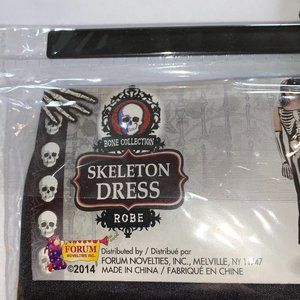 BONE COLLECTION
SKELETON
DRESS
ROBE
FORUM
NOVELTIES INC.
©2014
Distributed by / Distribué par
FORUM NOVELTIES, INC., MELVILLE, NY 11747
MADE IN CHINA / FABRIQUÉ EN CHINE